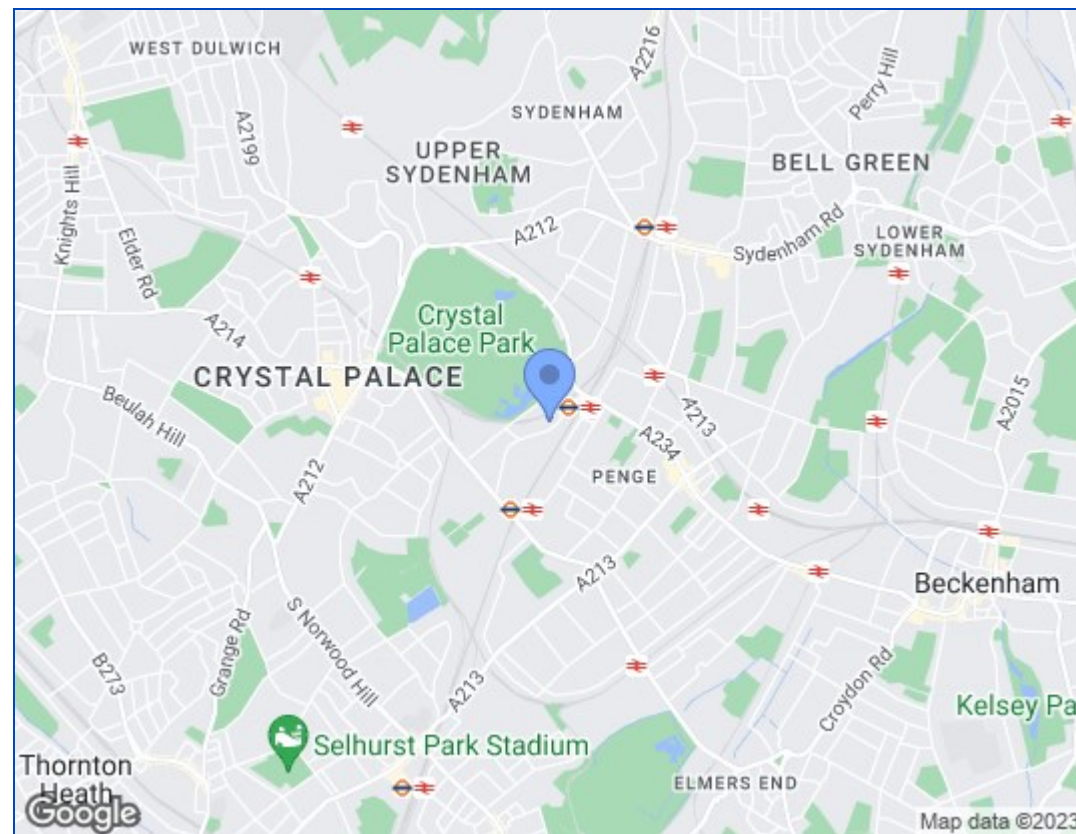 WEST DULWICH
A2216
Perry Hill
SYDENHAM
A2199
UPPER
SYDENHAM
BELL GREEN
Knights Hill
Elder Rd
A212
Sydenham Rd
LOWER
SYDENHAM
A214
Crystal
Palace Park
CRYSTAL PALACE
Beulah Hill
A213
A2015
A234
A212
PENGE
A213
Beckenham
S Norwood Hill
Grange Rd
B273
A213
Croydon Rd
Kelsey Pa
Selhurst Park Stadium
Thornton
Heath
ELMERS END
Google
Map data ©2023